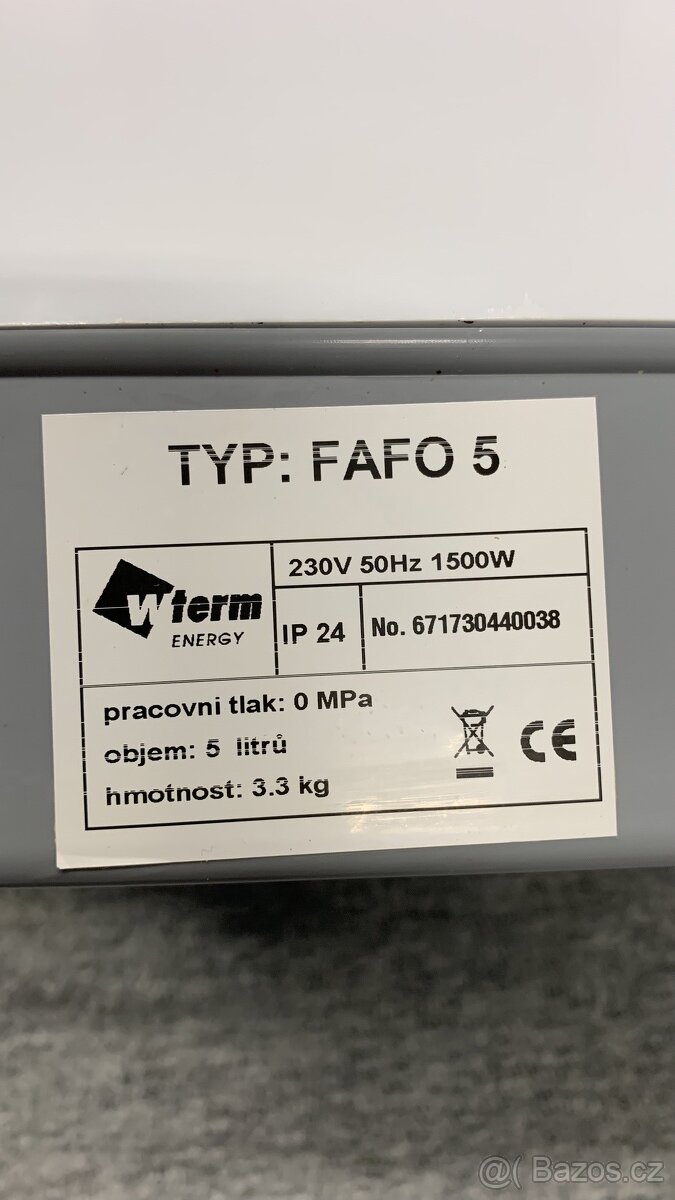 TYP: FAFO 5
Wterm
ENERGY
230V 50Hz 1500W
IP 24
No. 671730440038
pracovni tlak: 0 MPa
objem: 5 litrů
hmotnost: 3.3 kg
CE
@( Bazos.cz